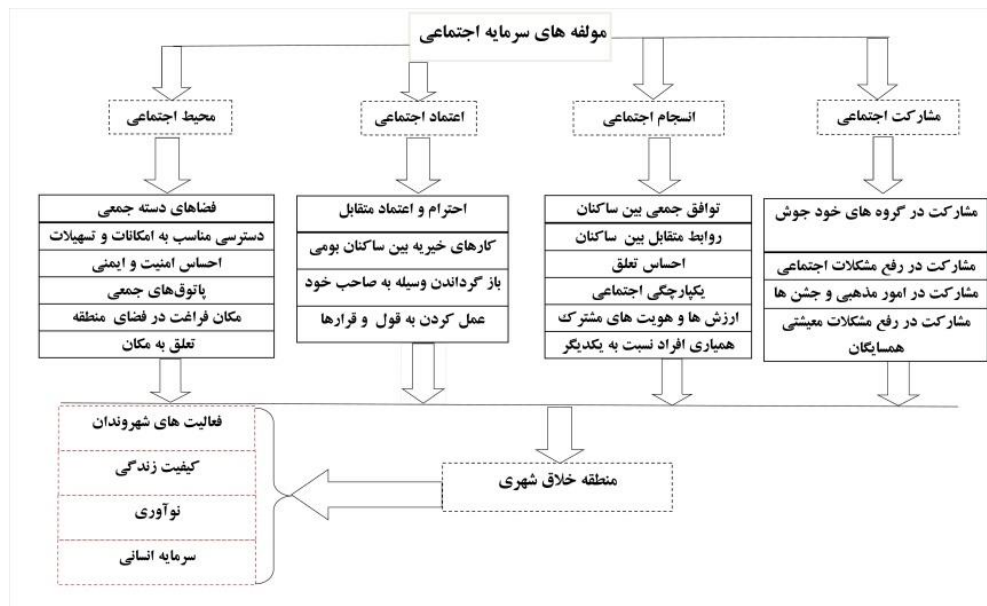 مولفه های سرمایه اجتماعی
مشارکت اجتماعی
انسجام اجتماعی
اعتماد اجتماعی
محیط اجتماعی
مشارکت در گروه های خود جوش
مشارکت در رفع مشکلات اجتماعی
مشارکت در امور مذهبی و جشن ها
مشارکت در رفع مشکلات معیشتی
همسایگان
توافق جمعی بین ساکنان
روابط متقابل بین ساکنان
احساس تعلق
یکپارچگی اجتماعی
ارزش ها و هویت های مشترک
همیاری افراد نسبت به یکدیگر
احترام و اعتماد متقابل
کارهای خیریه بین ساکنان بومی
باز گرداندن وسیله به صاحب خود
عمل کردن به قول و قرارها
فضاهای دسته جمعی
دسترسی مناسب به امکانات و تسهیلات
احساس امنیت و ایمنی
پاتوق‌های جمعی
مکان فراغت در فضای منطقه
تعلق به مکان
منطقه خلاق شهری
فعالیت های شهروندان
کیفیت زندگی
نوآوری
سرمایه انسانی